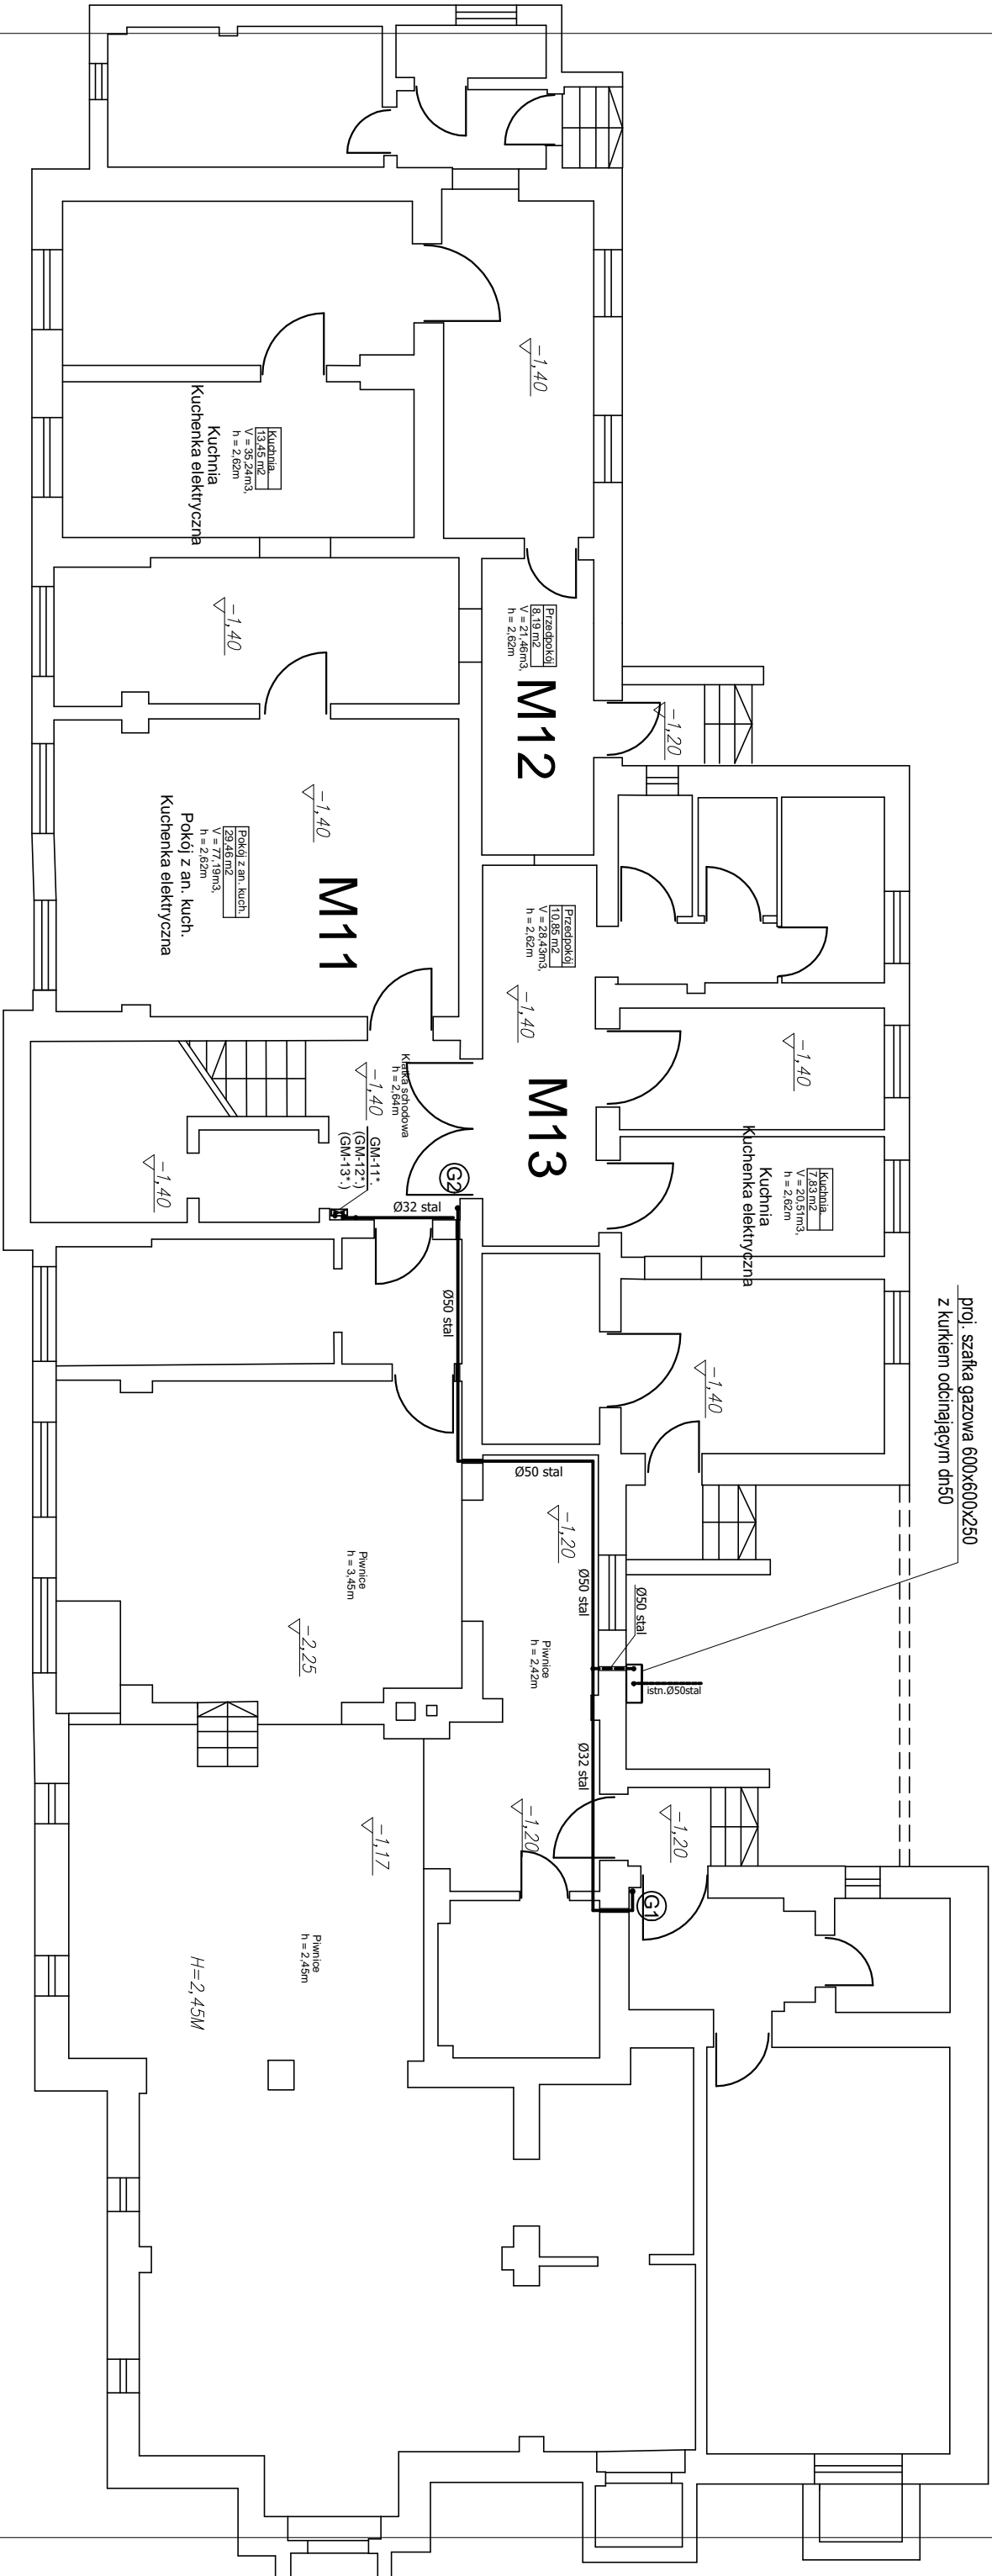 proj. szafka gazowa 600x600x250
z kurkiem odcinającym dn50
-1,40
Kuchnia.
13,45 m2
V = 35,24m3,
h = 2,62m
Kuchnia
Kuchenka elektryczna
-1,40
Przedpokój
8,19 m2
V = 21,46m3,
h = 2,62m
M12
-1,20
-1,40
Pokój z an. kuch.
29,46 m2
V = 77,19m3,
h = 2,62m
Pokój z an. kuch.
Kuchenka elektryczna
M11
Przedpokój
10,85 m2
V = 28,43m3,
h = 2,62m
-1,40
M13
-1,40
Kuchnia.
7,83 m2
V = 20,51m3,
h = 2,62m
Kuchnia
Kuchenka elektryczna
Klatka schodowa
h = 2,64m
-1,40
GM-11*.
(GM-12*.)
(GM-13*.)
-1,40
G2
Ø32 stal
Ø50 stal
-1,40
Ø50 stal
-1,20
Ø50 stal
Ø50 stal
istn.Ø50stal
Piwnice
h = 3,45m
-2,25
Piwnice
h = 2,42m
Ø32 stal
-1,20
-1,20
G1
-1,17
Piwnice
h = 2,45m
H=2,45M